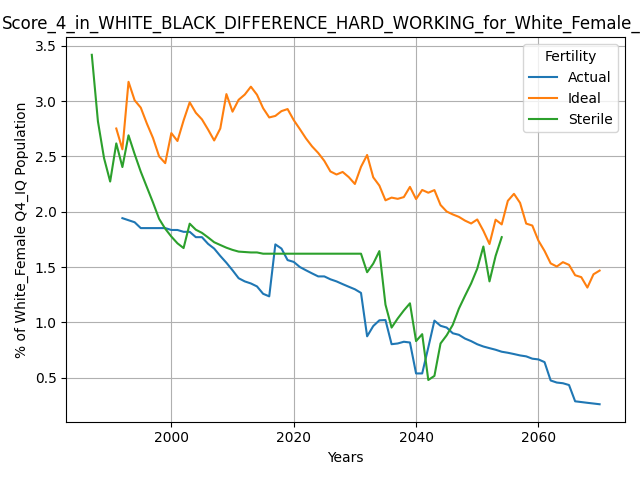 Score_4_in_WHITE_BLACK_DIFFERENCE_HARD_WORKING_for_White_Female_
Fertility
Actual
Ideal
Sterile
% of White_Female Q4_IQ Population
3.5
3.0
2.5
2.0
1.5
1.0
0.5
2000
2020
2040
2060
Years